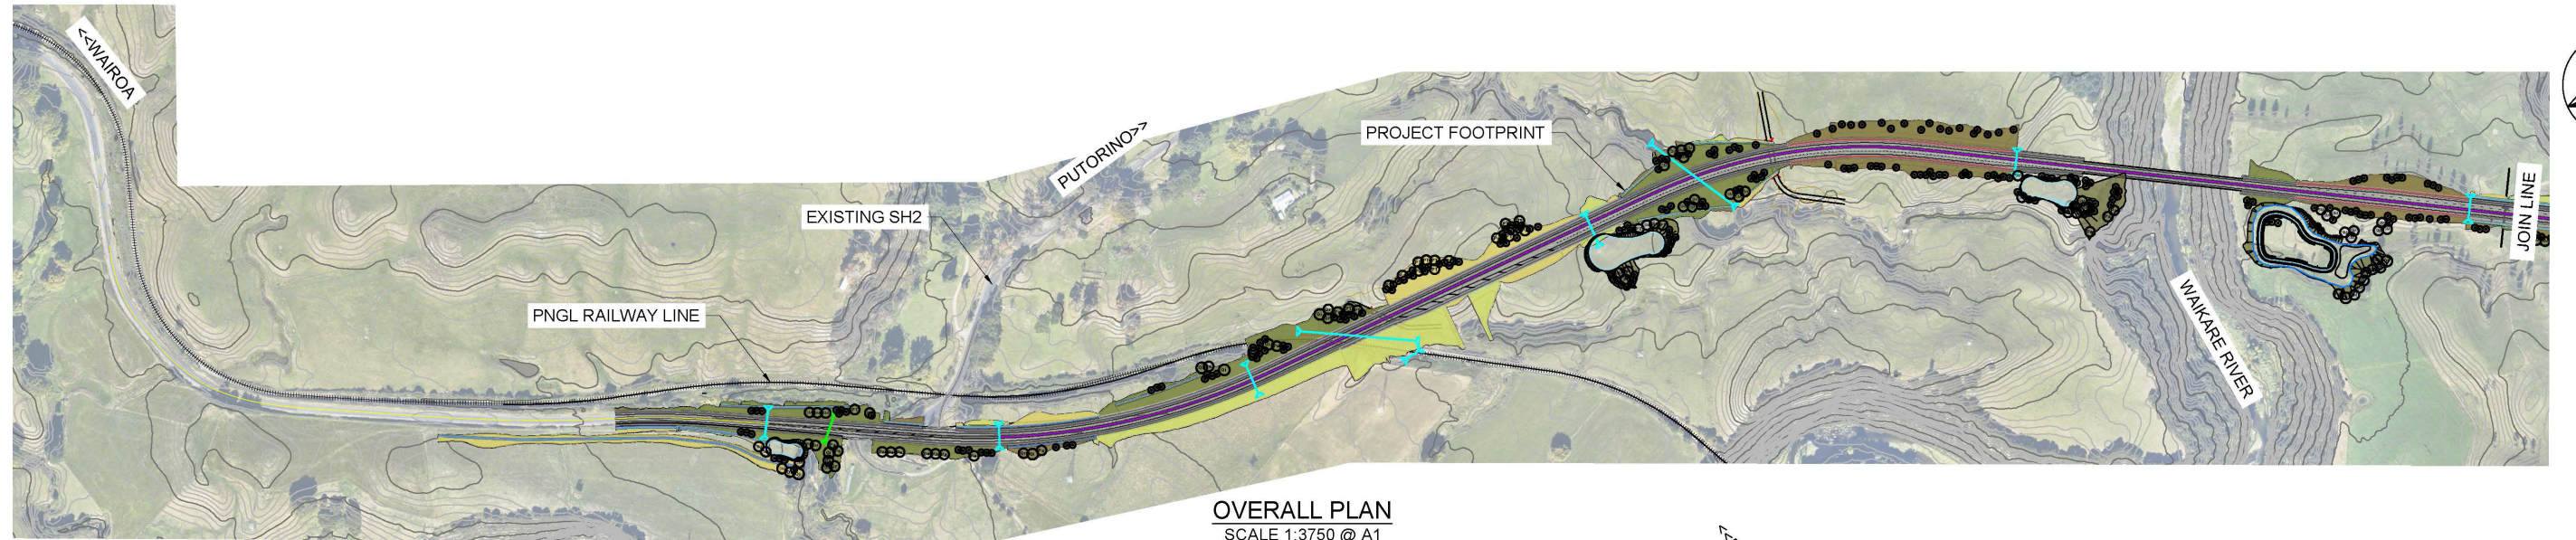 <<WAIROA
PUTORINO>>
PROJECT FOOTPRINT
EXISTING SH2
PNGL RAILWAY LINE
JOIN LINE
WAIKARE RIVER
OVERALL PLAN
SCALE 1:3750 @ A1